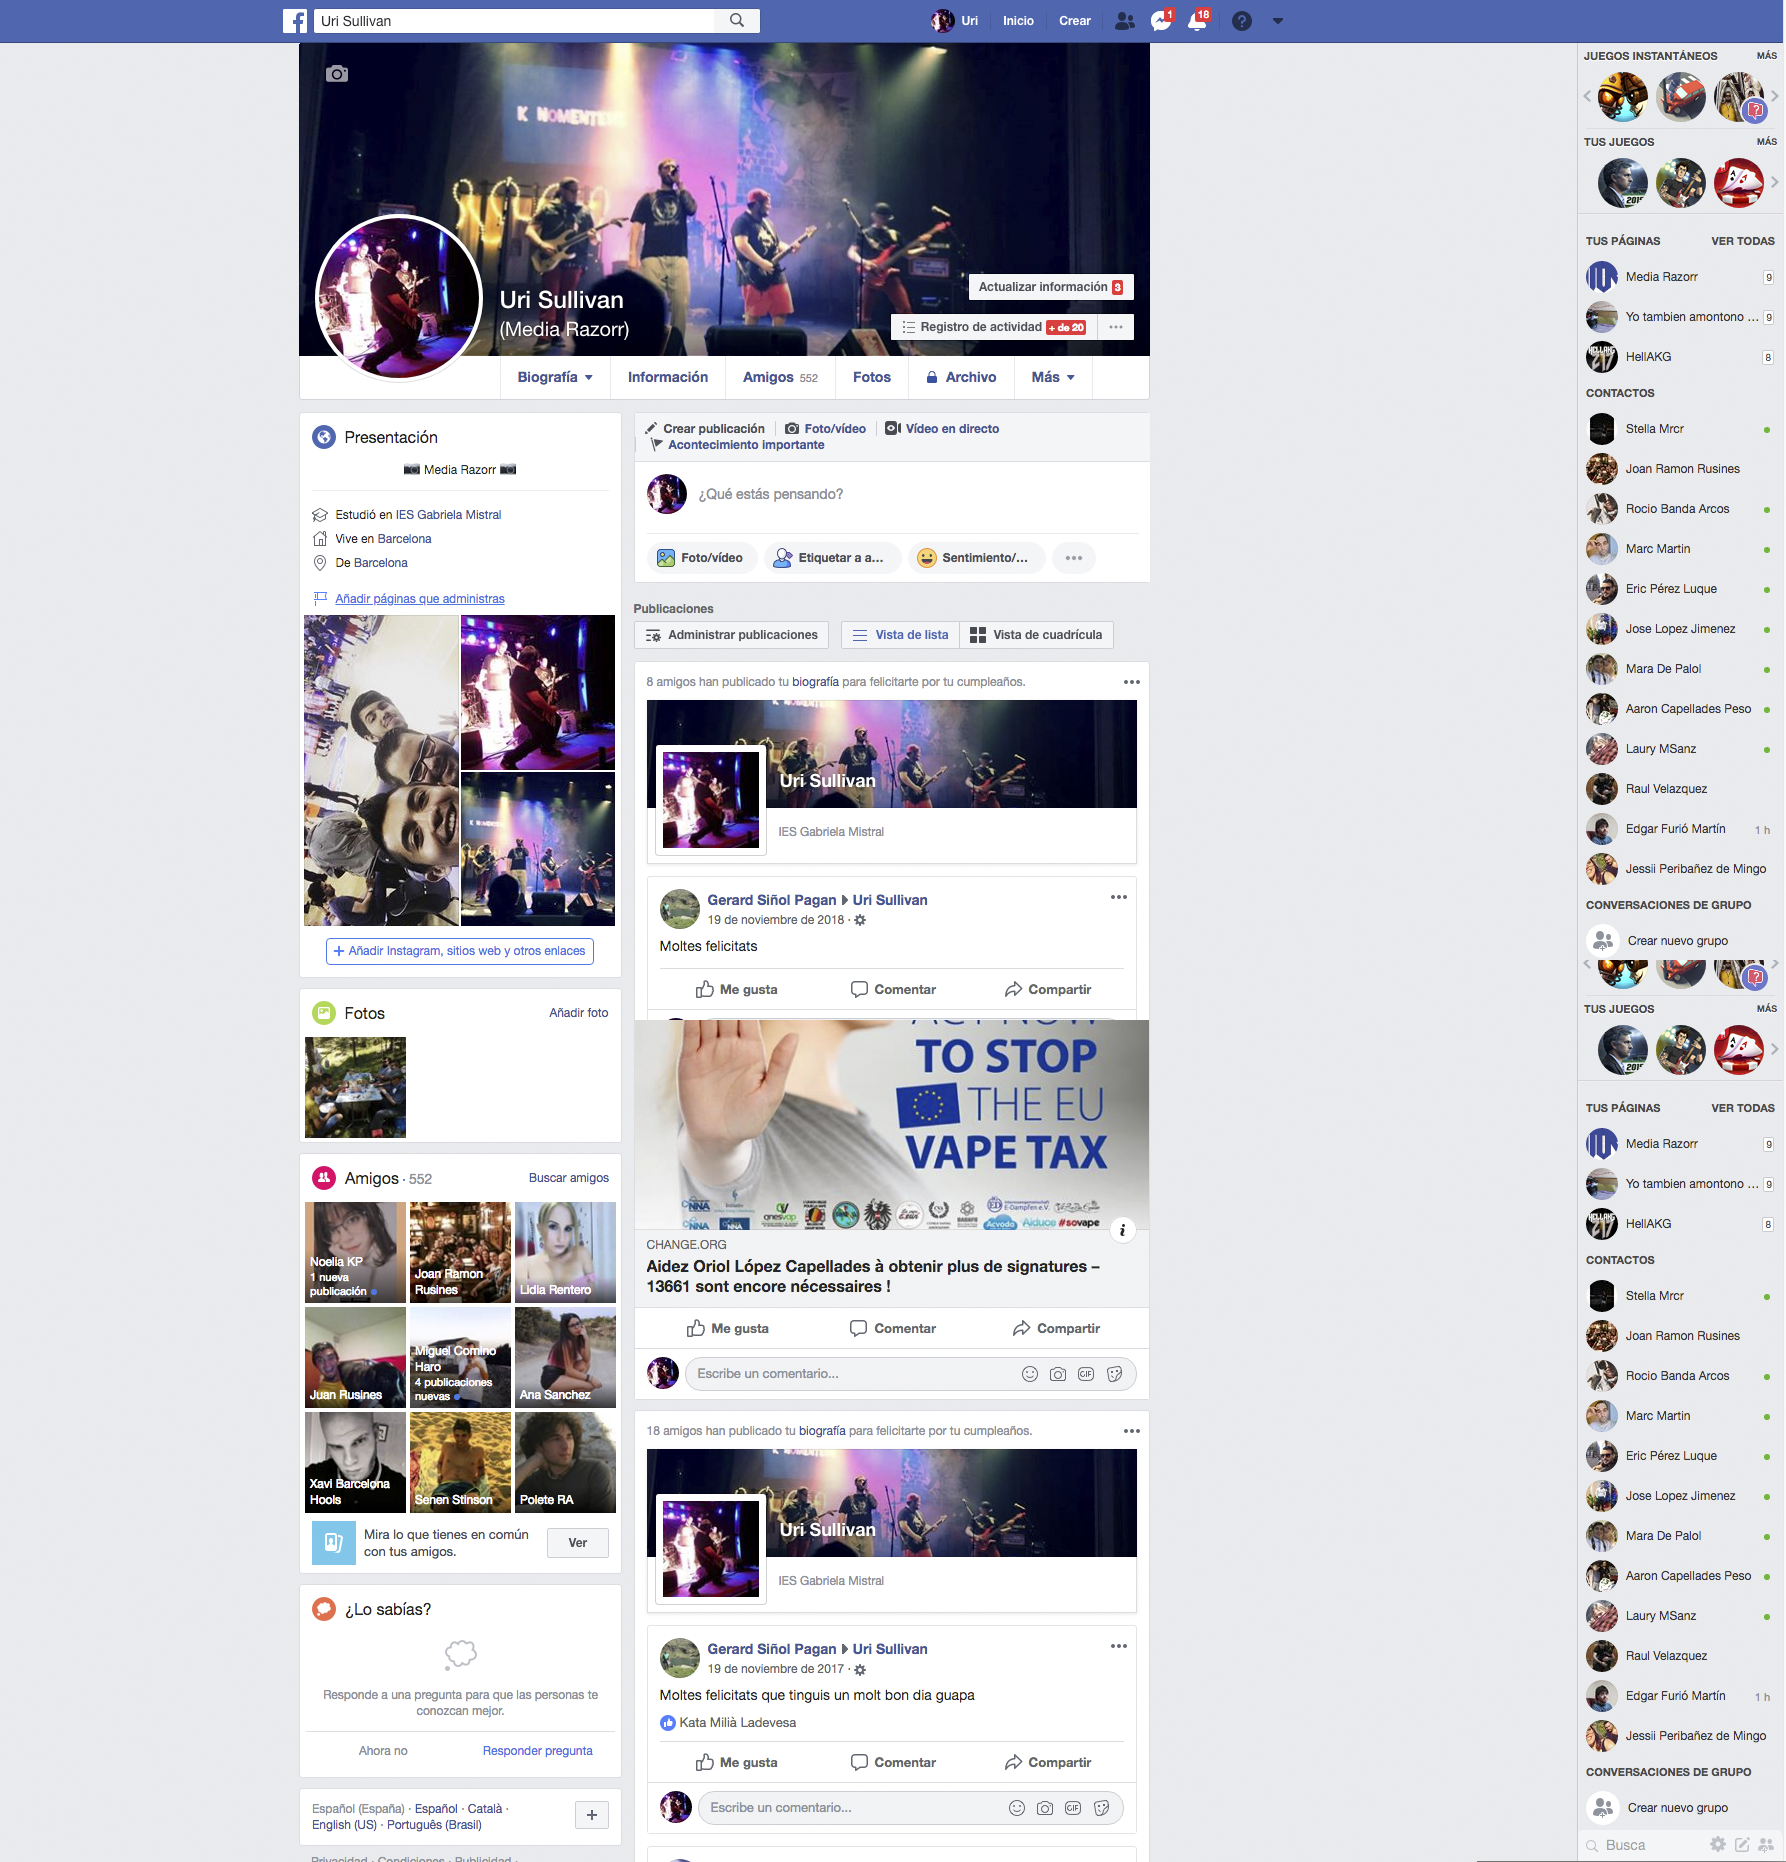 Uri Sullivan
Uri
Inicio
Crear
1
18
K NOMENTEN
Uri Sullivan
(Media Razorr)
Actualizar información 3
Registro de actividad + de 20
Biografía
Información
Amigos 552
Fotos
Archivo
Más
Presentación
Media Razorr
Estudió en IES Gabriela Mistral
Vive en Barcelona
De Barcelona
Añadir páginas que administras
+ Añadir Instagram, sitios web y otros enlaces
Fotos
Añadir foto
Amigos · 552
Buscar amigos
Noelia KP
1 nueva
publicación
Joan Ramon
Rusines
Lidia Rentero
Juan Rusines
Miguel Comino
Haro
4 publicaciones
nuevas
Ana Sanchez
Xavi Barcelona
Hools
Senen Stinson
Polete RA
Mira lo que tienes en común
con tus amigos.
Ver
¿Lo sabías?
Responde a una pregunta para que las personas te
conozcan mejor.
Ahora no
Responder pregunta
Español (España) · Español · Català ·
English (US) · Português (Brasil)
Privacidad · Condiciones · Publicidad ·
Crear publicación
Foto/vídeo
Vídeo en directo
Acontecimiento importante
¿Qué estás pensando?
Foto/vídeo
Etiquetar a a...
Sentimiento/...
Publicaciones
Administrar publicaciones
Vista de lista
Vista de cuadrícula
8 amigos han publicado tu biografía para felicitarte por tu cumpleaños.
Uri Sullivan
IES Gabriela Mistral
Gerard Siñol Pagan Uri Sullivan
19 de noviembre de 2018 ·
Moltes felicitats
Me gusta
Comentar
Compartir
ACT NOW
TO STOP
THE EU
VAPE TAX
E-Dampfen e.V.
Acvoda
Aiduce
#sovape
CHANGE.ORG
Aidez Oriol López Capellades à obtenir plus de signatures –
13661 sont encore nécessaires !
Me gusta
Comentar
Compartir
Escribe un comentario...
GIF
18 amigos han publicado tu biografía para felicitarte por tu cumpleaños.
Uri Sullivan
IES Gabriela Mistral
Gerard Siñol Pagan Uri Sullivan
19 de noviembre de 2017 ·
Moltes felicitats que tinguis un molt bon dia guapa
Kata Milià Ladevesa
Me gusta
Comentar
Compartir
Escribe un comentario...
GIF
JUEGOS INSTANTÁNEOS
MÁS
TUS JUEGOS
MÁS
TUS PÁGINAS
VER TODAS
Media Razorr 9
Yo tambien amontono ... 9
HellAKG 8
CONTACTOS
Stella Mrcr
Joan Ramon Rusines
Rocio Banda Arcos
Marc Martin
Eric Pérez Luque
Jose Lopez Jimenez
Mara De Palol
Aaron Capellades Peso
Laury MSanz
Raul Velazquez
Edgar Furió Martín 1 h
Jessii Peribañez de Mingo
CONVERSACIONES DE GRUPO
Crear nuevo grupo
TUS JUEGOS
MÁS
TUS PÁGINAS
VER TODAS
Media Razorr 9
Yo tambien amontono ... 9
HellAKG 8
CONTACTOS
Stella Mrcr
Joan Ramon Rusines
Rocio Banda Arcos
Marc Martin
Eric Pérez Luque
Jose Lopez Jimenez
Mara De Palol
Aaron Capellades Peso
Laury MSanz
Raul Velazquez
Edgar Furió Martín 1 h
Jessii Peribañez de Mingo
CONVERSACIONES DE GRUPO
Crear nuevo grupo
Busca